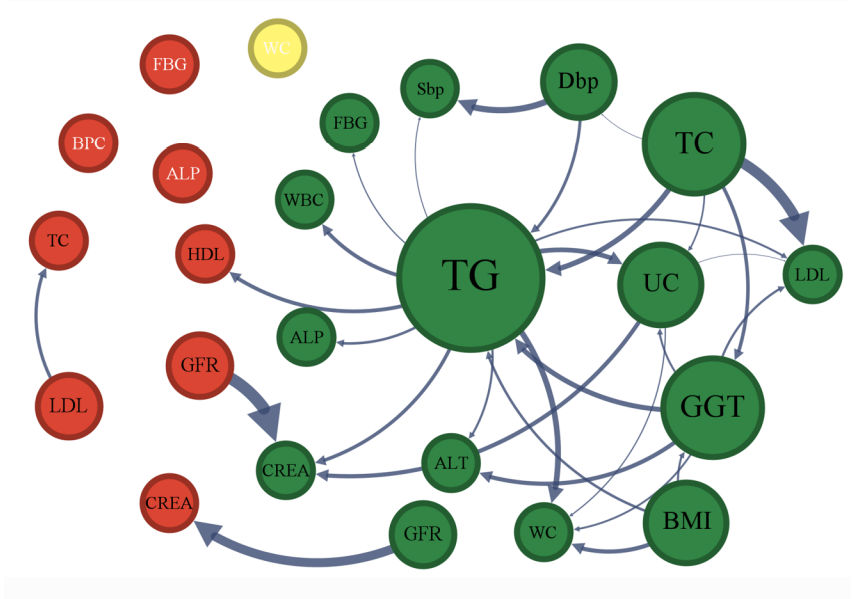 WC
FBG
Sbp
Dbp
FBG
BPC
TC
ALP
WBC
TC
HDL
TG
UC
LDL
ALP
GFR
LDL
GGT
CREA
ALT
CREA
GFR
WC
BMI